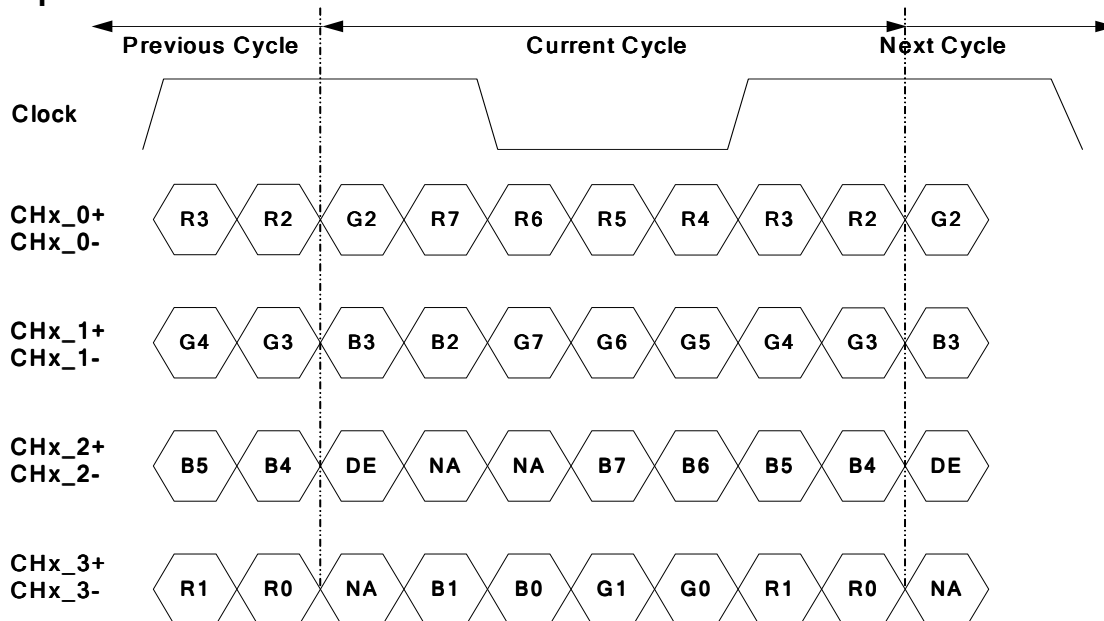 Previous Cycle Current Cycle Next Cycle
Clock
CHx_0+
CHx_0-
R3 R2 G2 R7 R6 R5 R4 R3 R2 G2
CHx_1+
CHx_1-
G4 G3 B3 B2 G7 G6 G5 G4 G3 B3
CHx_2+
CHx_2-
B5 B4 DE NA NA B7 B6 B5 B4 DE
CHx_3+
CHx_3-
R1 R0 NA B1 B0 G1 G0 R1 R0 NA